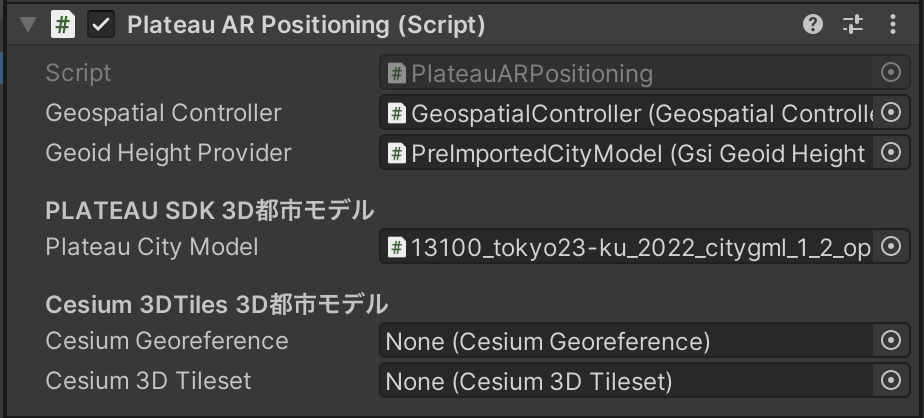 Plateau AR Positioning (Script)
Script # PlateauARPositioning
Geospatial Controller # GeospatialController (Geospatial Controlle
Geoid Height Provider # PreImportedCityModel (Gsi Geoid Height
PLATEAU SDK 3D都市モデル
Plateau City Model # 13100_tokyo23-ku_2022_citygml_1_2_op
Cesium 3DTiles 3D都市モデル
Cesium Georeference None (Cesium Georeference)
Cesium 3D Tileset None (Cesium 3D Tileset)